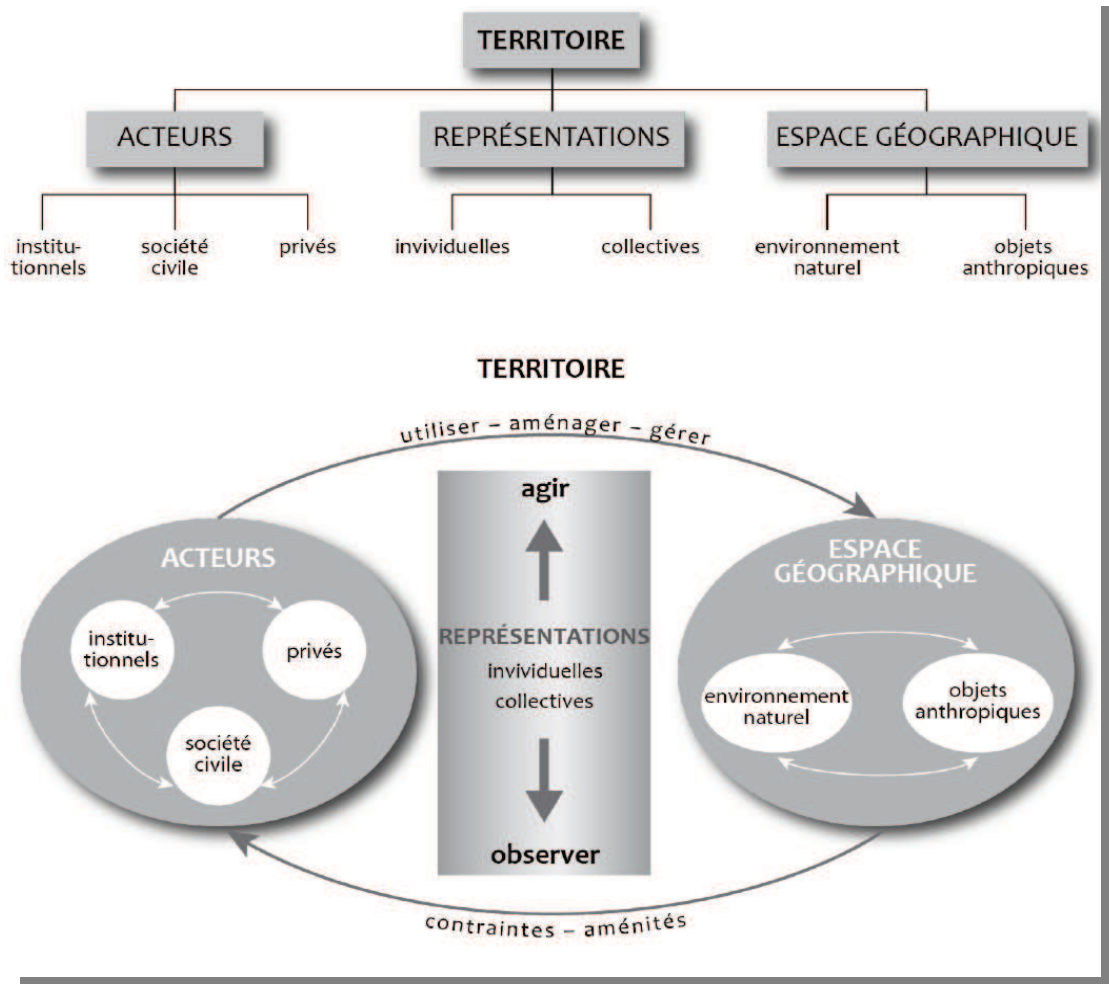 TERRITOIRE
ACTEURS
REPRÉSENTATIONS
ESPACE GÉOGRAPHIQUE
institu-
tionnels
société
civile
privés
invividuelles
collectives
environnement
naturel
objets
anthropiques
TERRITOIRE
utiliser – aménager – gérer
agir
ACTEURS
institu-
tionnels
privés
société
civile
REPRÉSENTATIONS
invividuelles
collectives
observer
ESPACE
GÉOGRAPHIQUE
environnement
naturel
objets
anthropiques
contraintes – aménités